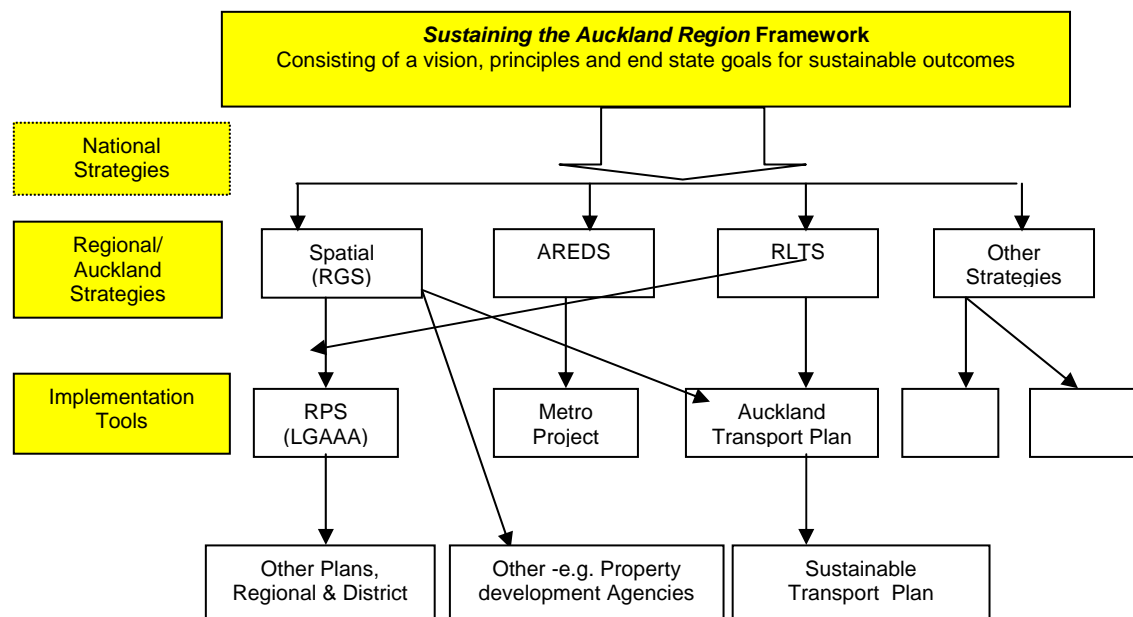 Sustaining the Auckland Region Framework
Consisting of a vision, principles and end state goals for sustainable outcomes
National
Strategies
Regional/
Auckland
Strategies
Spatial
(RGS)
AREDS
RLTS
Other
Strategies
Implementation
Tools
RPS
(LGAAA)
Metro
Project
Auckland
Transport Plan
Other Plans,
Regional & District
Other -e.g. Property
development Agencies
Sustainable
Transport Plan